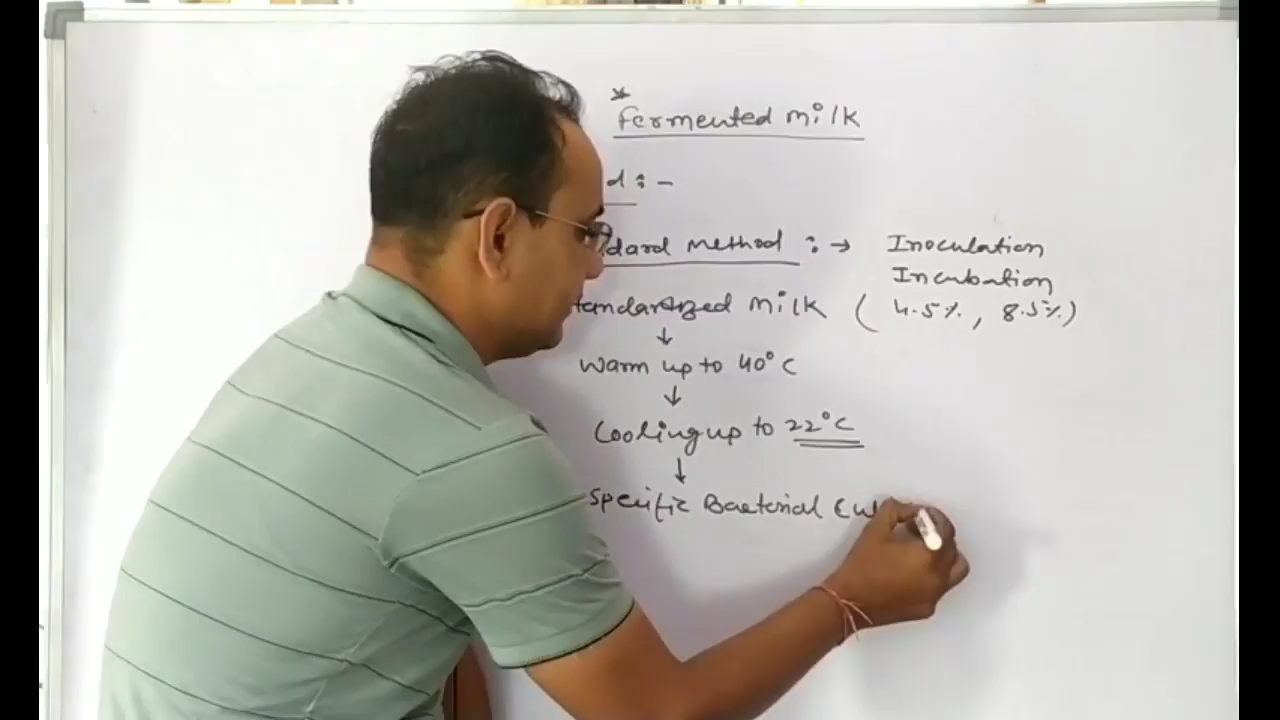 * Fermented milk
d :-
dard method :→ Inoculation
Incubation
tandardized milk ( 4.5%, 8.5%)
↓
Warm up to 40°C
↓
Cooling up to 22°C
↓
Specific Bacterial Cul